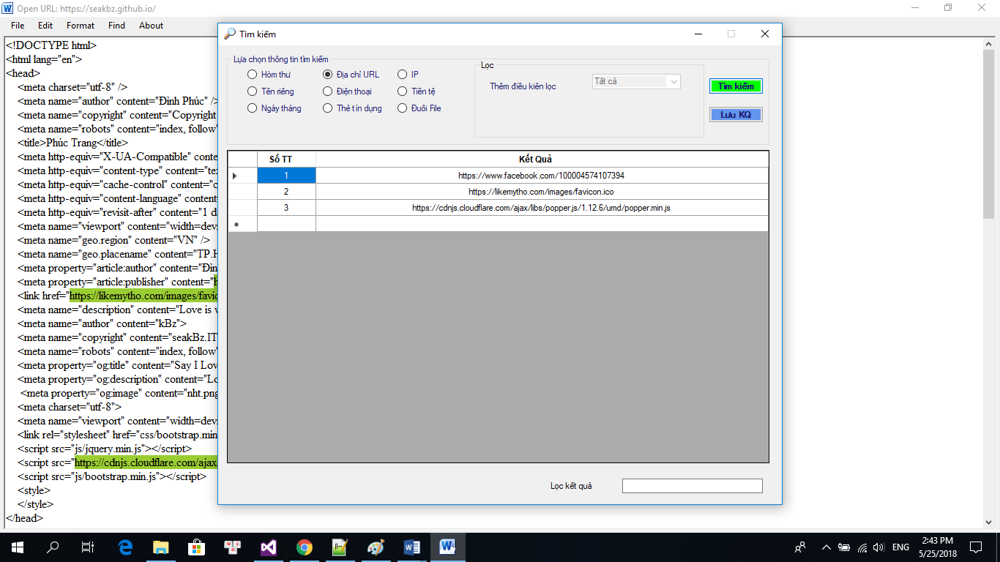 Open URL: https://seakbz.github.io/
File Edit Format Find About
<!DOCTYPE html>
<html lang="en">
<head>
<meta charset="utf-8" />
<meta name="author" content="Đình Phúc" />
<meta name="copyright" content="Copyright
<meta name="robots" content="index, follow"
<title>Phúc Trang</title>
<meta http-equiv="X-UA-Compatible" conte
<meta http-equiv="content-type" content="te
<meta http-equiv="cache-control" content="c
<meta http-equiv="content-language" content
<meta http-equiv="revisit-after" content="1 d
<meta name="viewport" content="width=devi
<meta name="geo.region" content="VN" />
<meta name="geo.placename" content="TP.H
<meta property="article:author" content="Đìn
<meta property="article:publisher" content="h
<link href="https://likemytho.com/images/favic
<meta name="description" content="Love is w
<meta name="author" content="kBz">
<meta name="copyright" content="seakBz.IT
<meta name="robots" content="index, follow"
<meta property="og:title" content="Say I Lov
<meta property="og:description" content="Lo
<meta property="og:image" content="nht.png
<meta charset="utf-8">
<meta name="viewport" content="width=devi
<link rel="stylesheet" href="css/bootstrap.min
<script src="js/jquery.min.js"></script>
<script src="https://cdnjs.cloudflare.com/ajax
<script src="js/bootstrap.min.js"></script>
<style>
</style>
</head>
Tìm kiếm
Lựa chọn thông tin tìm kiếm
Hòm thư Địa chỉ URL IP
Tên riêng Điện thoại Tiền tệ
Ngày tháng Thẻ tín dụng Đuôi File
Lọc
Thêm điều kiện lọc Tất cả
Tìm kiếm
Lưu KQ
Số TT Kết Quả
1 https://www.facebook.com/100004574107394
2 https://likemytho.com/images/favicon.ico
3 https://cdnjs.cloudflare.com/ajax/libs/popper.js/1.12.6/umd/popper.min.js
Lọc kết quả
ENG
2:43 PM
5/25/2018